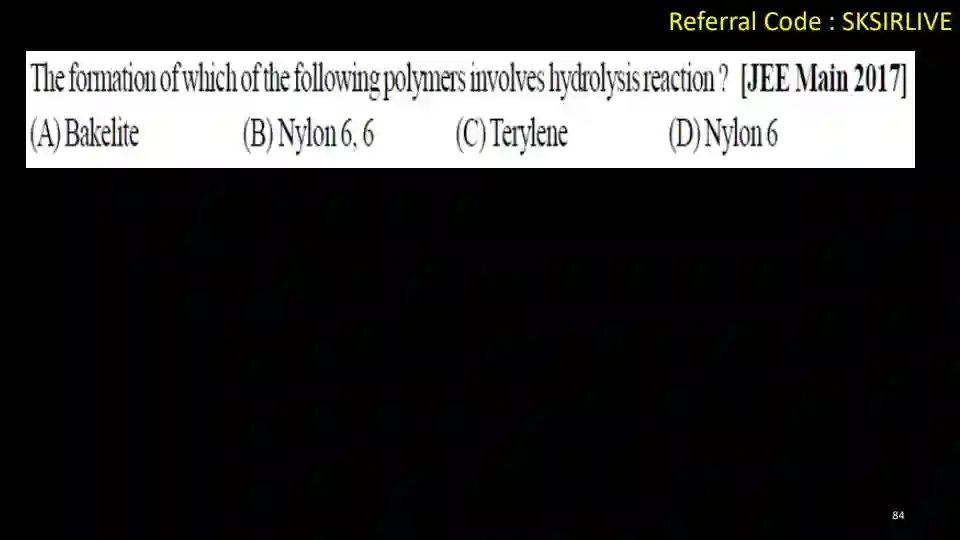 Referral Code : SKSIRLIVE
The formation of which of the following polymers involves hydrolysis reaction ? [JEE Main 2017]
(A) Bakelite (B) Nylon 6, 6 (C) Terylene (D) Nylon 6
84